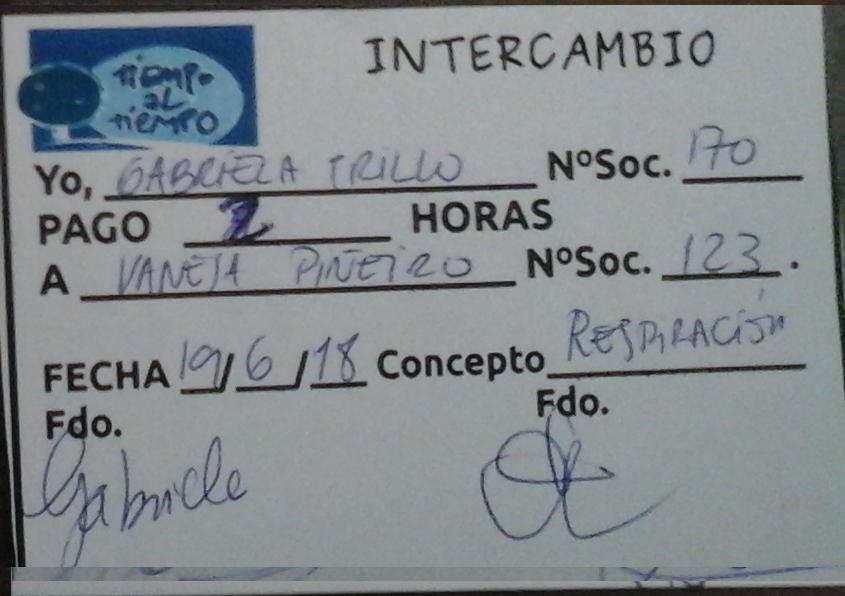 INTERCAMBIO
tiempo
al
tiempo
Yo, GABRIELA TRILLO NºSoc. 170
PAGO 2 HORAS
A VANESA PIÑEIRO NºSoc. 123.
FECHA 19/6/18 Concepto RESPIRACIÓN
Fdo. Fdo.
Gabriele